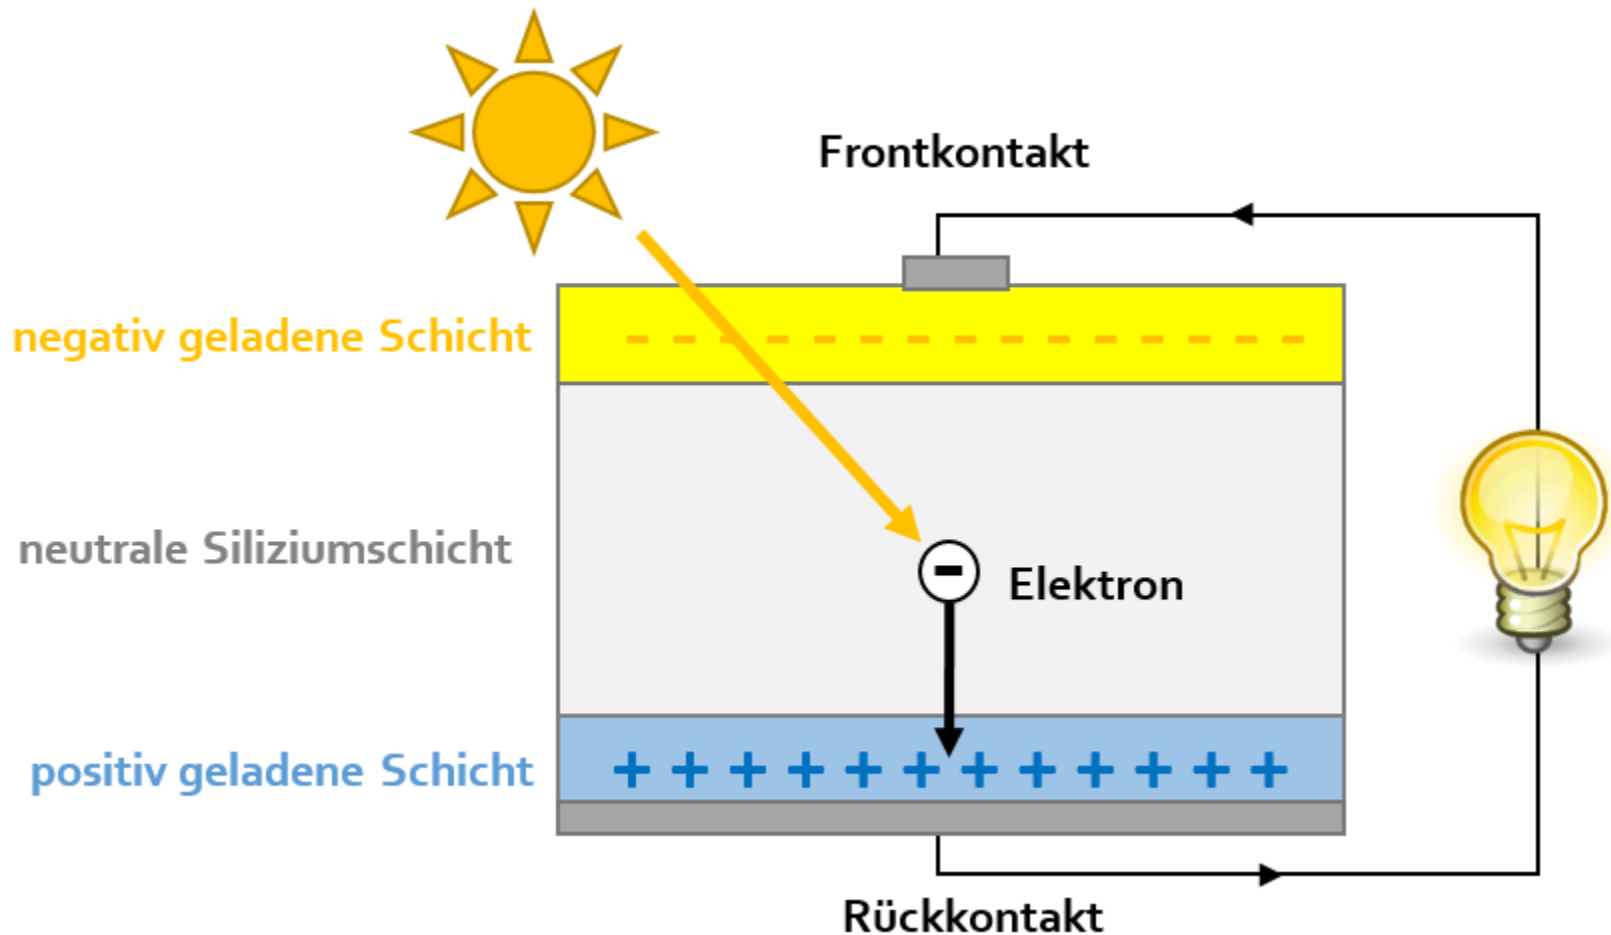 Frontkontakt
negativ geladene Schicht
- - - - - - - - - - - - - - -
neutrale Siliziumschicht
-
Elektron
positiv geladene Schicht
+ + + + + + + + + + + +
Rückkontakt